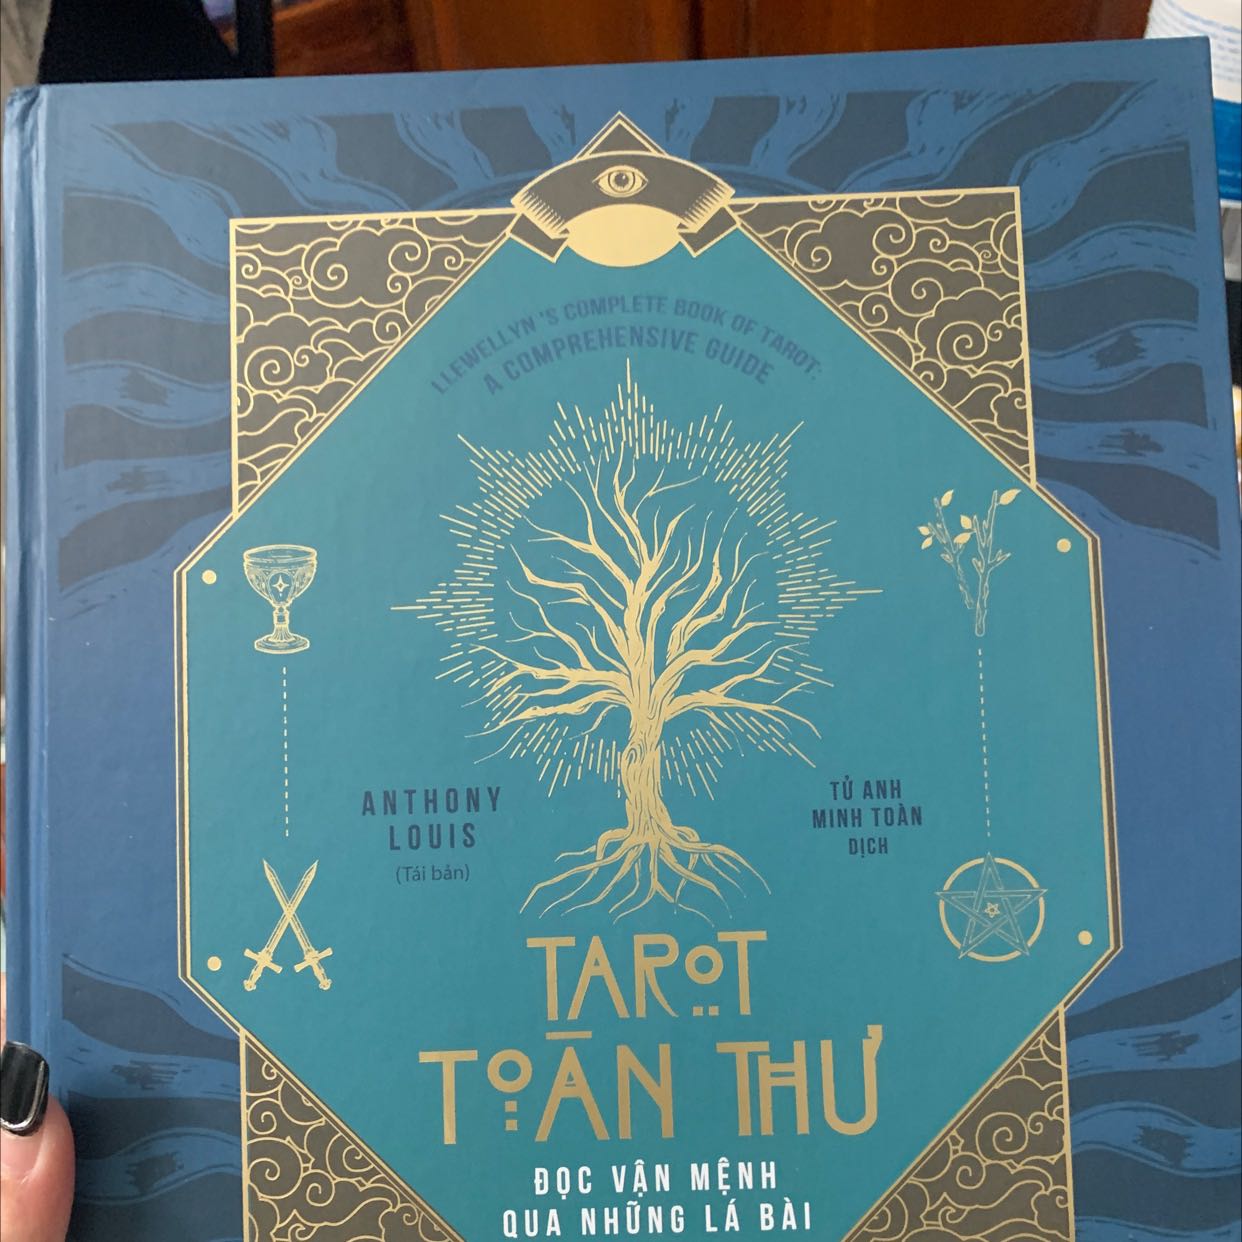 LLEWELLYN 'S COMPLETE BOOK OF TAROT:
A COMPREHENSIVE GUIDE
ANTHONY
LOUIS
(Tái bản)
TỬ ANH
MINH TOÀN
DỊCH
TAROT
TOÀN THƯ
ĐỌC VẬN MỆNH
QUA NHỮNG LÁ BÀI